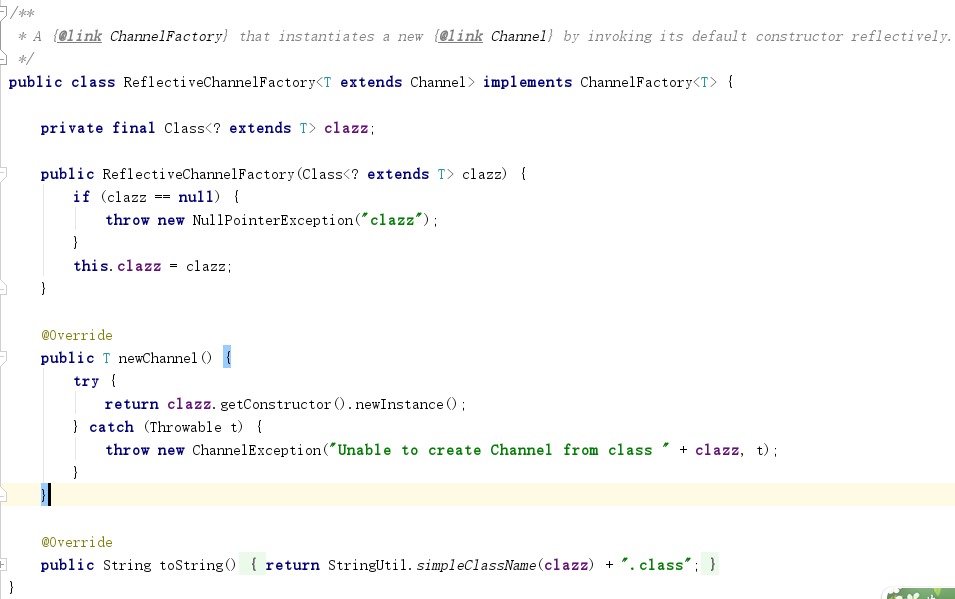 /**
 * A {@link ChannelFactory} that instantiates a new {@link Channel} by invoking its default constructor reflectively.
 */
public class ReflectiveChannelFactory<T extends Channel> implements ChannelFactory<T> {
private final Class<? extends T> clazz;
public ReflectiveChannelFactory(Class<? extends T> clazz) {
if (clazz == null) {
throw new NullPointerException("clazz");
}
this.clazz = clazz;
}
@Override
public T newChannel() {
try {
return clazz.getConstructor().newInstance();
} catch (Throwable t) {
throw new ChannelException("Unable to create Channel from class " + clazz, t);
}
}
@Override
public String toString() { return StringUtil.simpleClassName(clazz) + ".class"; }
}